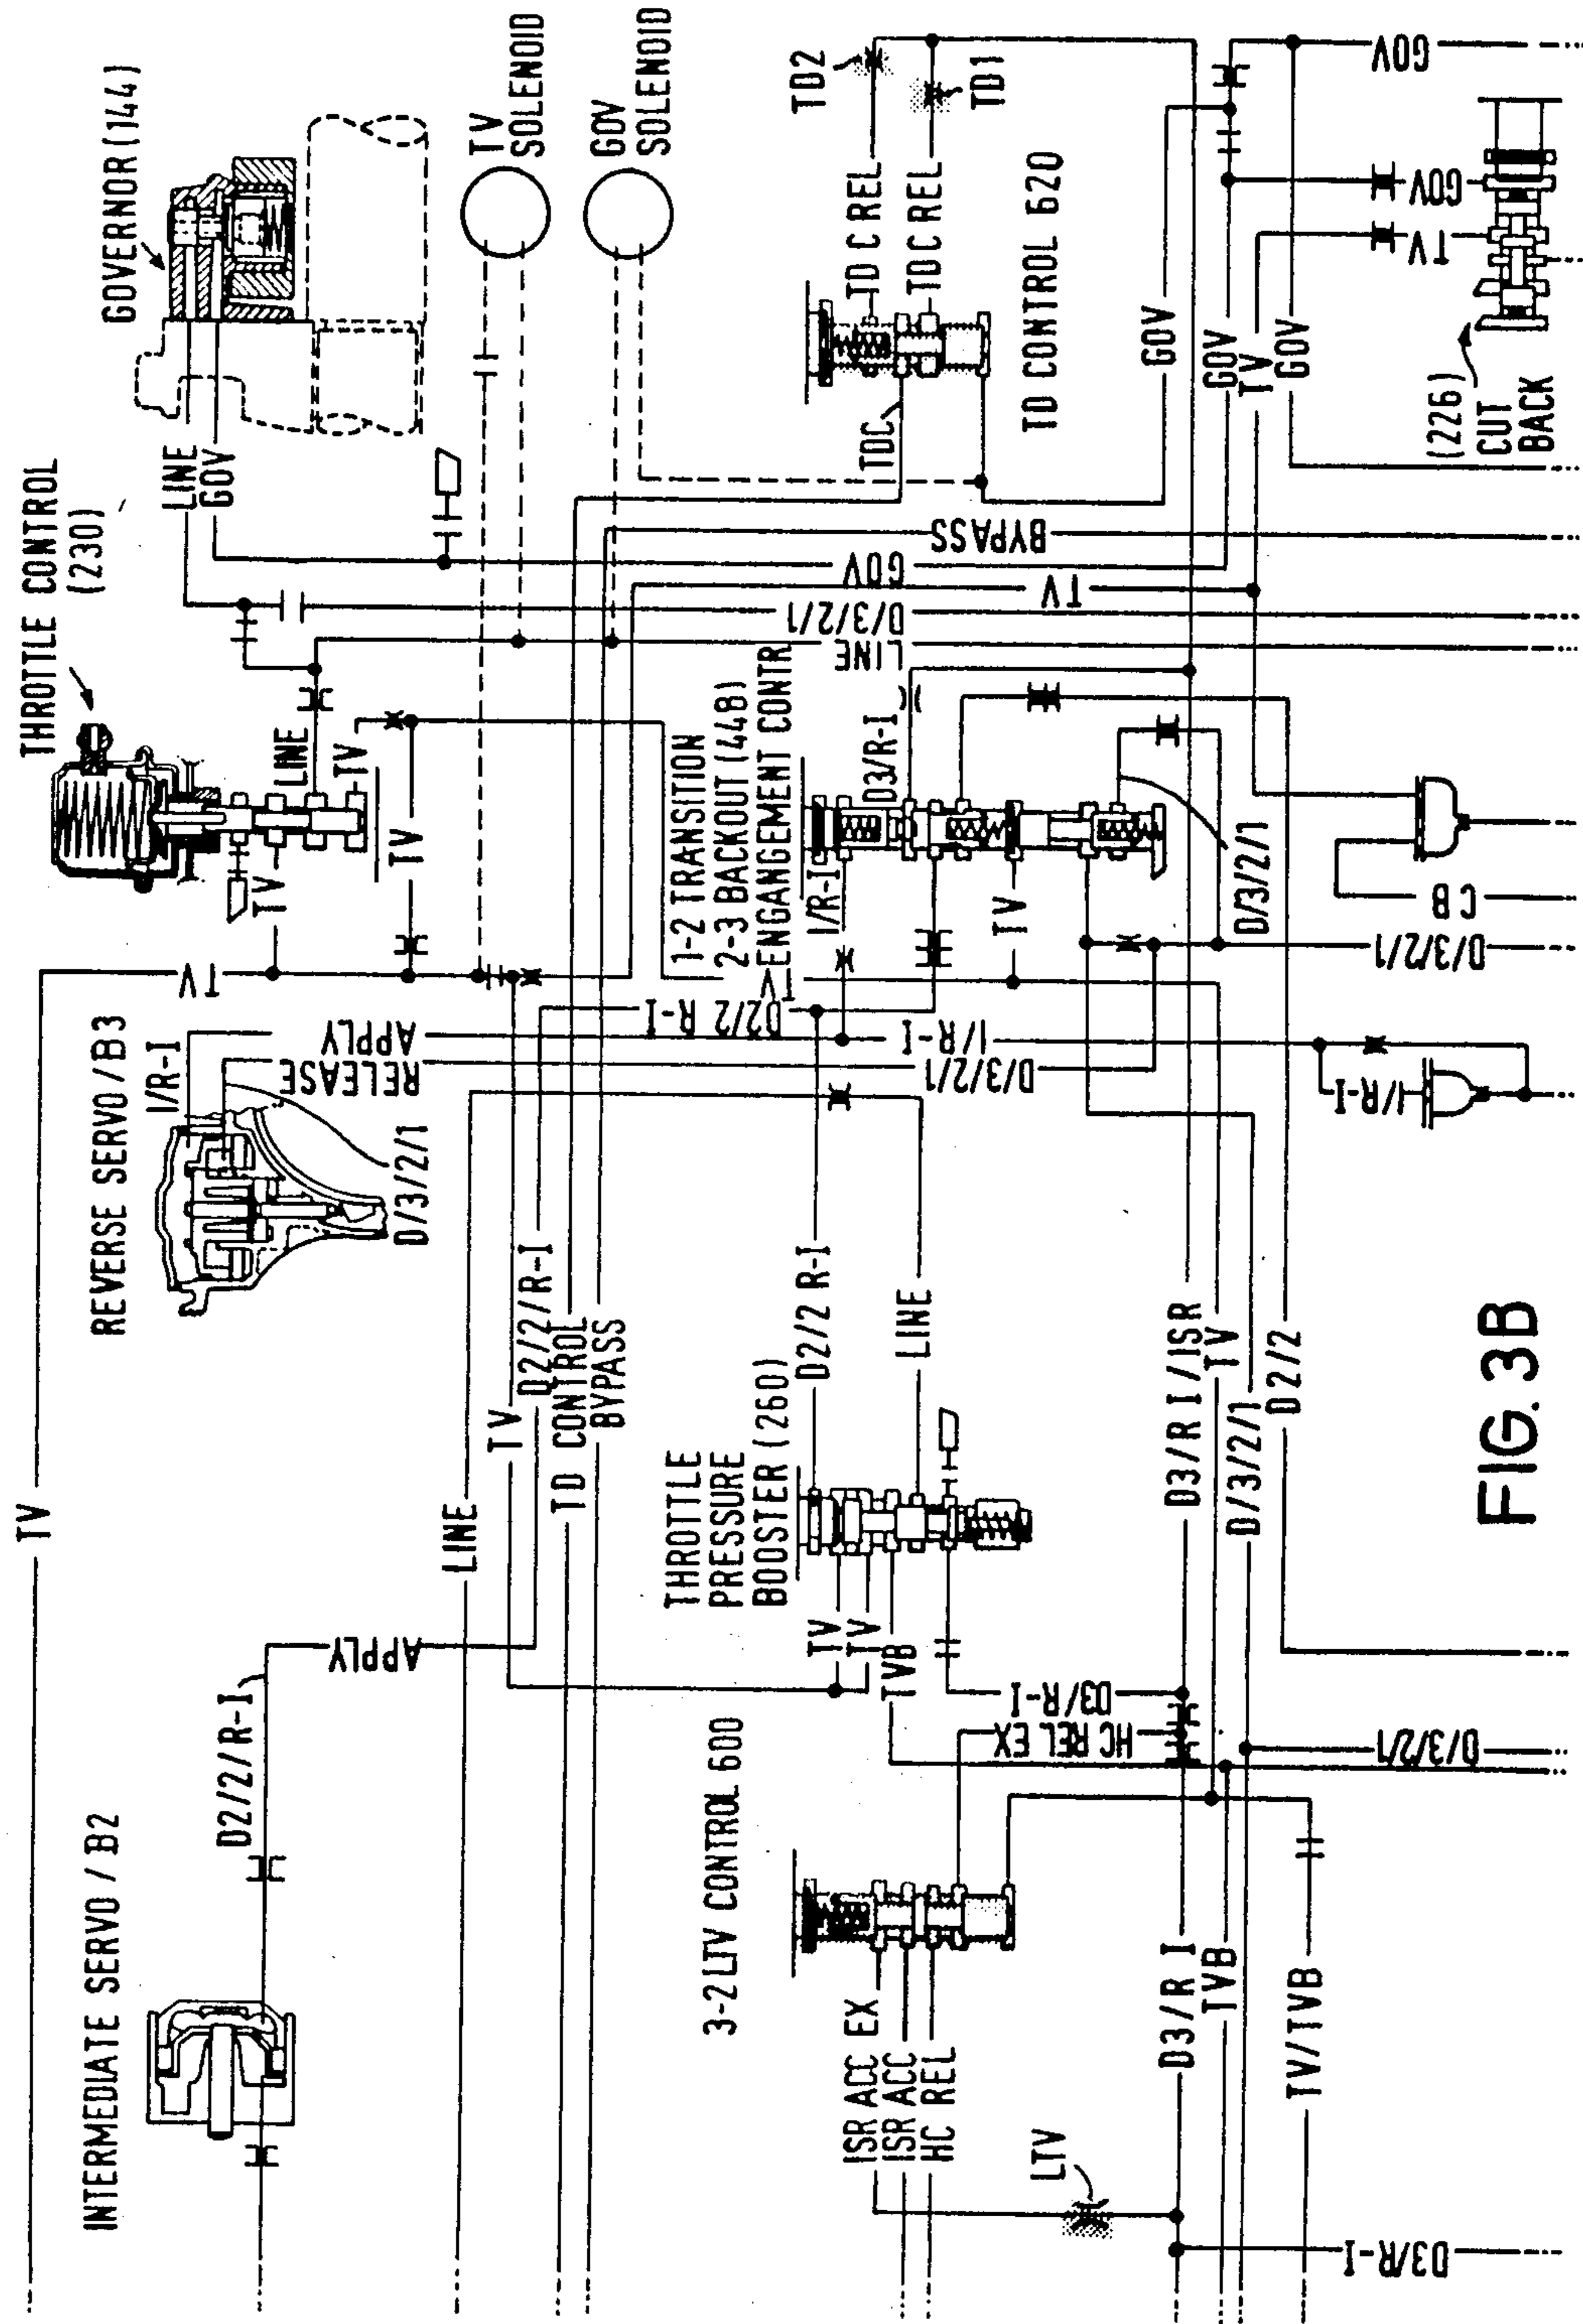 TV
TV
INTERMEDIATE SERVO / B2
D2/2/R-I
APPLY
REVERSE SERVO/B3
I/R-I
D/3/2/1
APPLY
RELEASE
THROTTLE CONTROL
(230)
LINE
TV
TV
TV
LINE
GOV
GOVERNOR (144)
TV
SOLENOID
GOV
SOLENOID
LINE
TV
D2/2/R-I
TD CONTROL
BYPASS
3-2 LTV CONTROL 600
ISR ACC EX
ISR ACC
HC REL
LTV
THROTTLE
PRESSURE
BOOSTER (260)
TV
TV
TVB
D2/2 R-I
LINE
HC REL EX
D3/R-I
D2/2 R-I
I/R-I
D/3/2/1
TV
1-2 TRANSITION
2-3 BACKOUT (448)
ENGANGEMENT CONTR
I/R-I
D3/R-I
TV
D/3/2/1
LINE
D/3/2/1
TV
GOV
BYPASS
TDC
TD C REL
TDC REL
TD2
TD1
TD CONTROL 620
GOV
GOV
TV
GOV
D3/R I
TVB
TV/TVB
D3/R I/ISR
TV
D/3/2/1
D2/2
D3/R-I
D/3/2/1
I/R-I
D/3/2/1
CB
(226)
CUT
BACK
TV
GOV
GOV
FIG. 3B